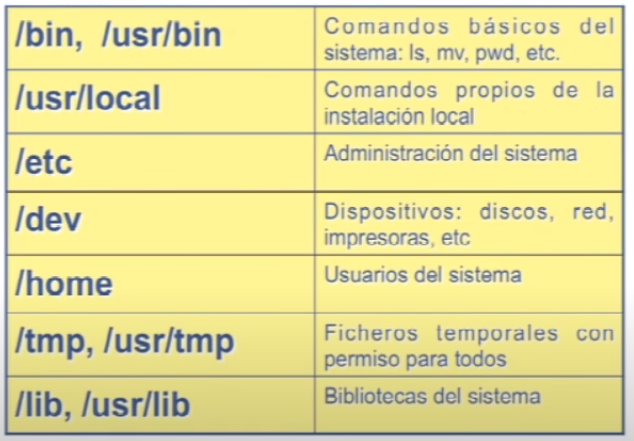 /bin, /usr/bin
Comandos básicos del
sistema: ls, mv, pwd, etc.
/usr/local
Comandos propios de la
instalación local
/etc
Administración del sistema
/dev
Dispositivos: discos, red,
impresoras, etc
/home
Usuarios del sistema
/tmp, /usr/tmp
Ficheros temporales con
permiso para todos
/lib, /usr/lib
Bibliotecas del sistema